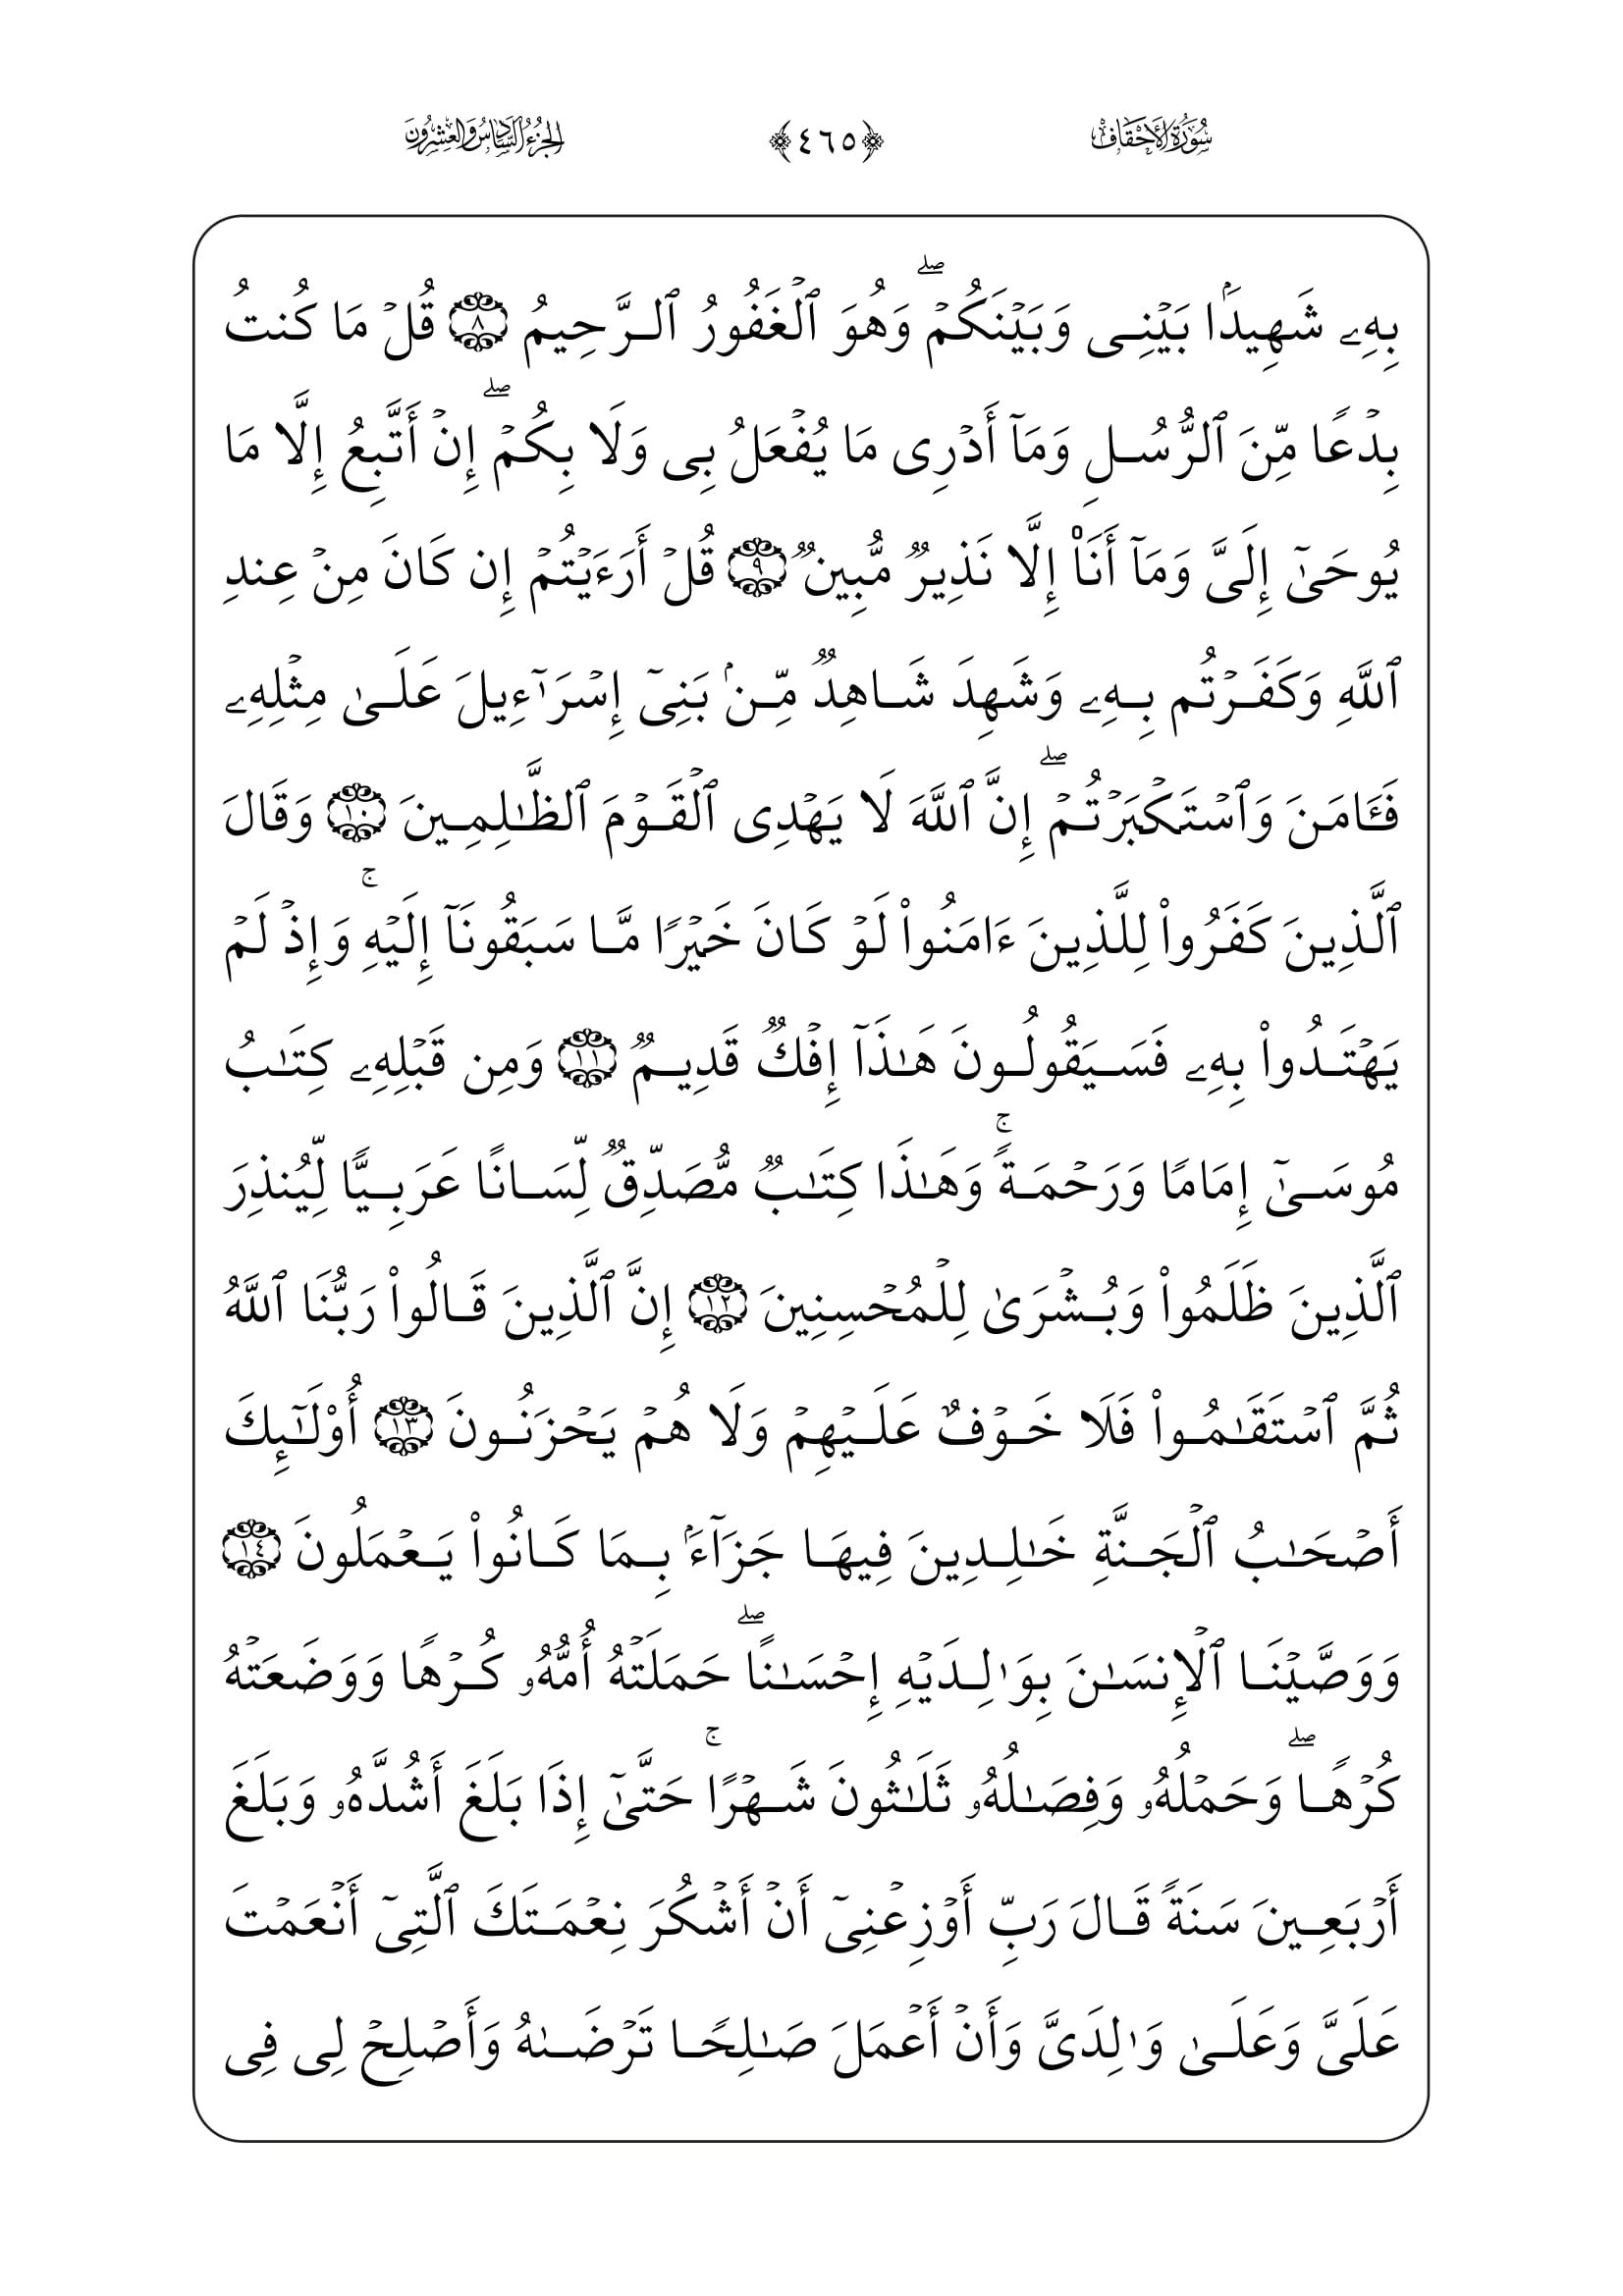 سُورَةُ الأَحْقَافِ ﴿٤٦٥﴾ الجُزْءُ السَّادِسُ وَالعِشْرُونَ
بِهِۦ شَهِيدَۢا بَيۡنِي وَبَيۡنَكُمۡۖ وَهُوَ ٱلۡغَفُورُ ٱلرَّحِيمُ ٨ قُلۡ مَا كُنتُ
بِدۡعٗا مِّنَ ٱلرُّسُلِ وَمَآ أَدۡرِي مَا يُفۡعَلُ بِي وَلَا بِكُمۡۖ إِنۡ أَتَّبِعُ إِلَّا مَا
يُوحَىٰٓ إِلَيَّ وَمَآ أَنَا۠ إِلَّا نَذِيرٞ مُّبِينٞ ٩ قُلۡ أَرَءَيۡتُمۡ إِن كَانَ مِنۡ عِندِ
ٱللَّهِ وَكَفَرۡتُم بِهِۦ وَشَهِدَ شَاهِدٞ مِّنۢ بَنِيٓ إِسۡرَٰٓءِيلَ عَلَىٰ مِثۡلِهِۦ
فَـَٔامَنَ وَٱسۡتَكۡبَرۡتُمۡۖ إِنَّ ٱللَّهَ لَا يَهۡدِي ٱلۡقَوۡمَ ٱلظَّٰلِمِينَ ١٠ وَقَالَ
ٱلَّذِينَ كَفَرُواْ لِلَّذِينَ ءَامَنُواْ لَوۡ كَانَ خَيۡرٗا مَّا سَبَقُونَآ إِلَيۡهِۚ وَإِذۡ لَمۡ
يَهۡتَدُواْ بِهِۦ فَسَيَقُولُونَ هَٰذَآ إِفۡكٞ قَدِيمٞ ١١ وَمِن قَبۡلِهِۦ كِتَٰبُ
مُوسَىٰٓ إِمَامٗا وَرَحۡمَةٗۚ وَهَٰذَا كِتَٰبٞ مُّصَدِّقٞ لِّسَانًا عَرَبِيّٗا لِّيُنذِرَ
ٱلَّذِينَ ظَلَمُواْ وَبُشۡرَىٰ لِلۡمُحۡسِنِينَ ١٢ إِنَّ ٱلَّذِينَ قَالُواْ رَبُّنَا ٱللَّهُ
ثُمَّ ٱسۡتَقَٰمُواْ فَلَا خَوۡفٌ عَلَيۡهِمۡ وَلَا هُمۡ يَحۡزَنُونَ ١٣ أُوْلَٰٓئِكَ
أَصۡحَٰبُ ٱلۡجَنَّةِ خَٰلِدِينَ فِيهَا جَزَآءَۢ بِمَا كَانُواْ يَعۡمَلُونَ ١٤
وَوَصَّيۡنَا ٱلۡإِنسَٰنَ بِوَٰلِدَيۡهِ إِحۡسَٰنًاۖ حَمَلَتۡهُ أُمُّهُۥ كُرۡهٗا وَوَضَعَتۡهُ
كُرۡهٗاۖ وَحَمۡلُهُۥ وَفِصَٰلُهُۥ ثَلَٰثُونَ شَهۡرًاۚ حَتَّىٰٓ إِذَا بَلَغَ أَشُدَّهُۥ وَبَلَغَ
أَرۡبَعِينَ سَنَةٗ قَالَ رَبِّ أَوۡزِعۡنِيٓ أَنۡ أَشۡكُرَ نِعۡمَتَكَ ٱلَّتِيٓ أَنۡعَمۡتَ
عَلَيَّ وَعَلَىٰ وَٰلِدَيَّ وَأَنۡ أَعۡمَلَ صَٰلِحٗا تَرۡضَىٰهُ وَأَصۡلِحۡ لِي فِي